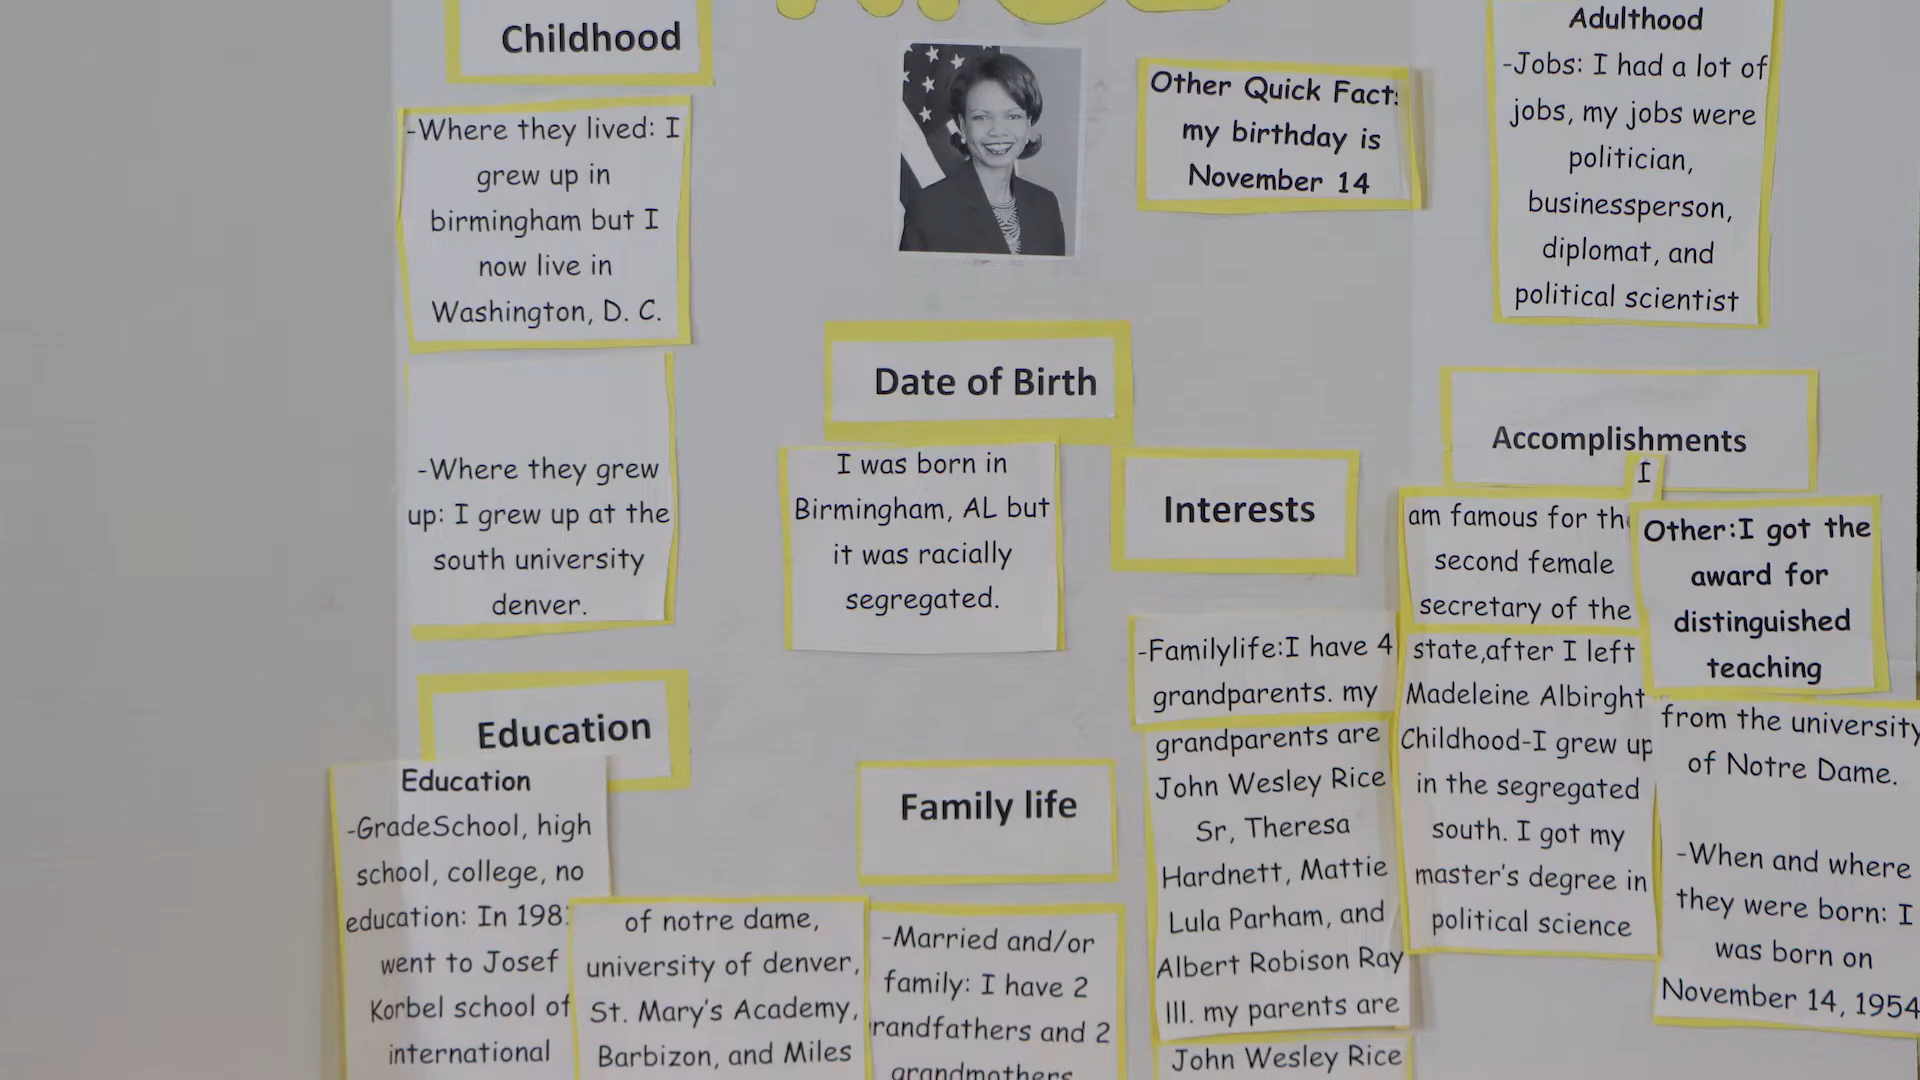 Childhood
-Where they lived: I
grew up in
birmingham but I
now live in
Washington, D. C.
-Where they grew
up: I grew up at the
south university
denver.
Education
Education
-GradeSchool, high
school, college, no
education: In 198
went to Josef
Korbel school of
international
of notre dame,
university of denver,
St. Mary's Academy,
Barbizon, and Miles
Other Quick Fact
my birthday is
November 14
Date of Birth
I was born in
Birmingham, AL but
it was racially
segregated.
Family life
-Married and/or
family: I have 2
randfathers and 2
grandmothers
Interests
-Familylife:I have 4
grandparents. my
grandparents are
John Wesley Rice
Sr, Theresa
Hardnett, Mattie
Lula Parham, and
Albert Robison Ray
III. my parents are
John Wesley Rice
Adulthood
-Jobs: I had a lot of
jobs, my jobs were
politician,
businessperson,
diplomat, and
political scientist
Accomplishments
I
am famous for the
second female
secretary of the
state,after I left
Madeleine Albirght
Childhood-I grew up
in the segregated
south. I got my
master's degree in
political science
Other:I got the
award for
distinguished
teaching
from the university
of Notre Dame.
-When and where
they were born: I
was born on
November 14, 1954